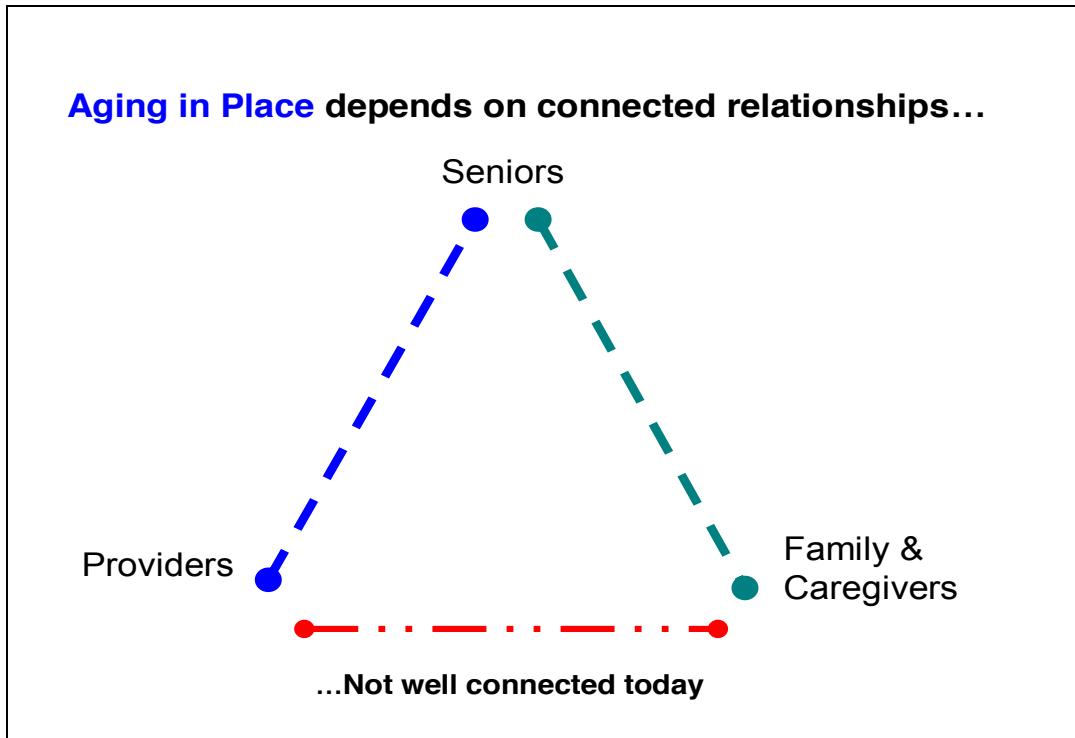 Aging in Place depends on connected relationships…
Seniors
Providers
Family &
Caregivers
…Not well connected today